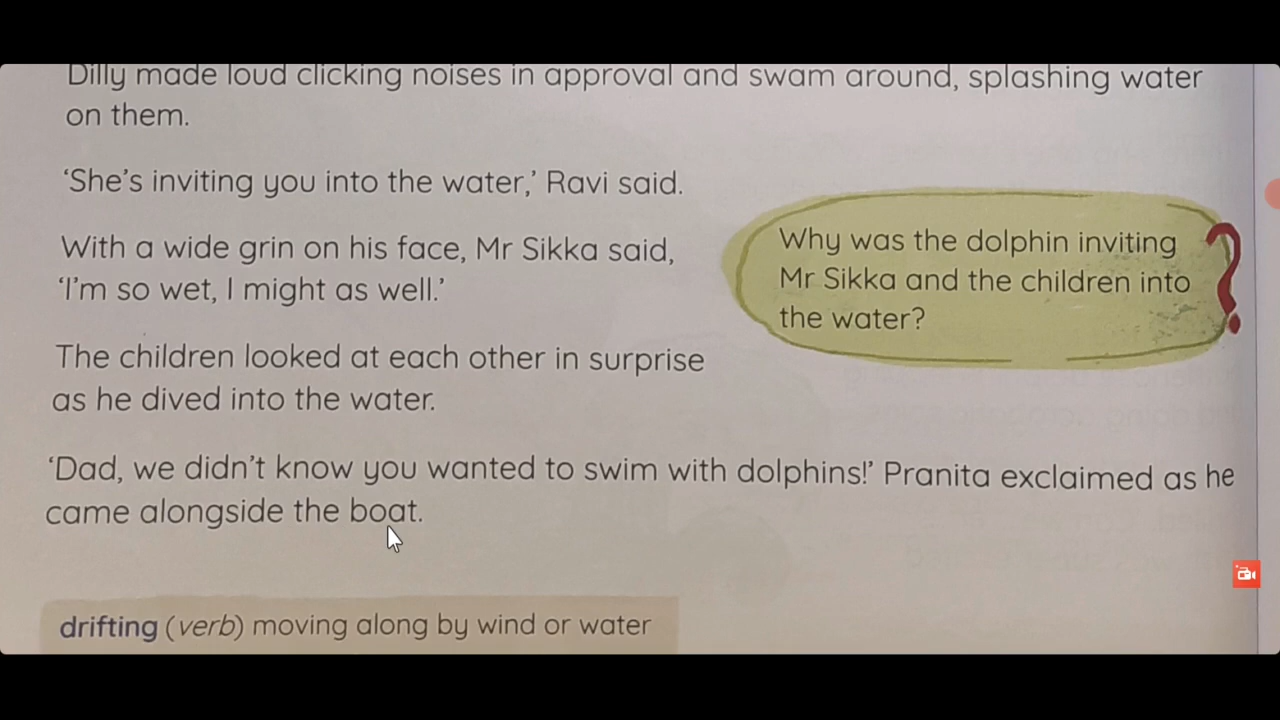 Dilly made loud clicking noises in approval and swam around, splashing water
on them.
‘She’s inviting you into the water,’ Ravi said.
With a wide grin on his face, Mr Sikka said,
‘I’m so wet, I might as well.’
Why was the dolphin inviting
Mr Sikka and the children into
the water?
?
The children looked at each other in surprise
as he dived into the water.
‘Dad, we didn’t know you wanted to swim with dolphins!’ Pranita exclaimed as he
came alongside the boat.
drifting (verb) moving along by wind or water